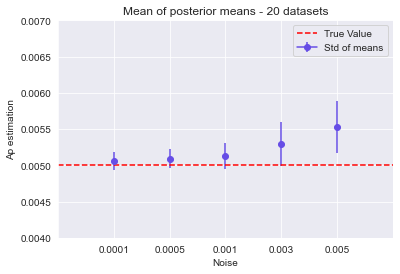 Mean of posterior means - 20 datasets
0.0070
0.0065
0.0060
0.0055
0.0050
0.0045
0.0040
Ap estimation
True Value
Std of means
0.0001 0.0005 0.001 0.003 0.005
Noise